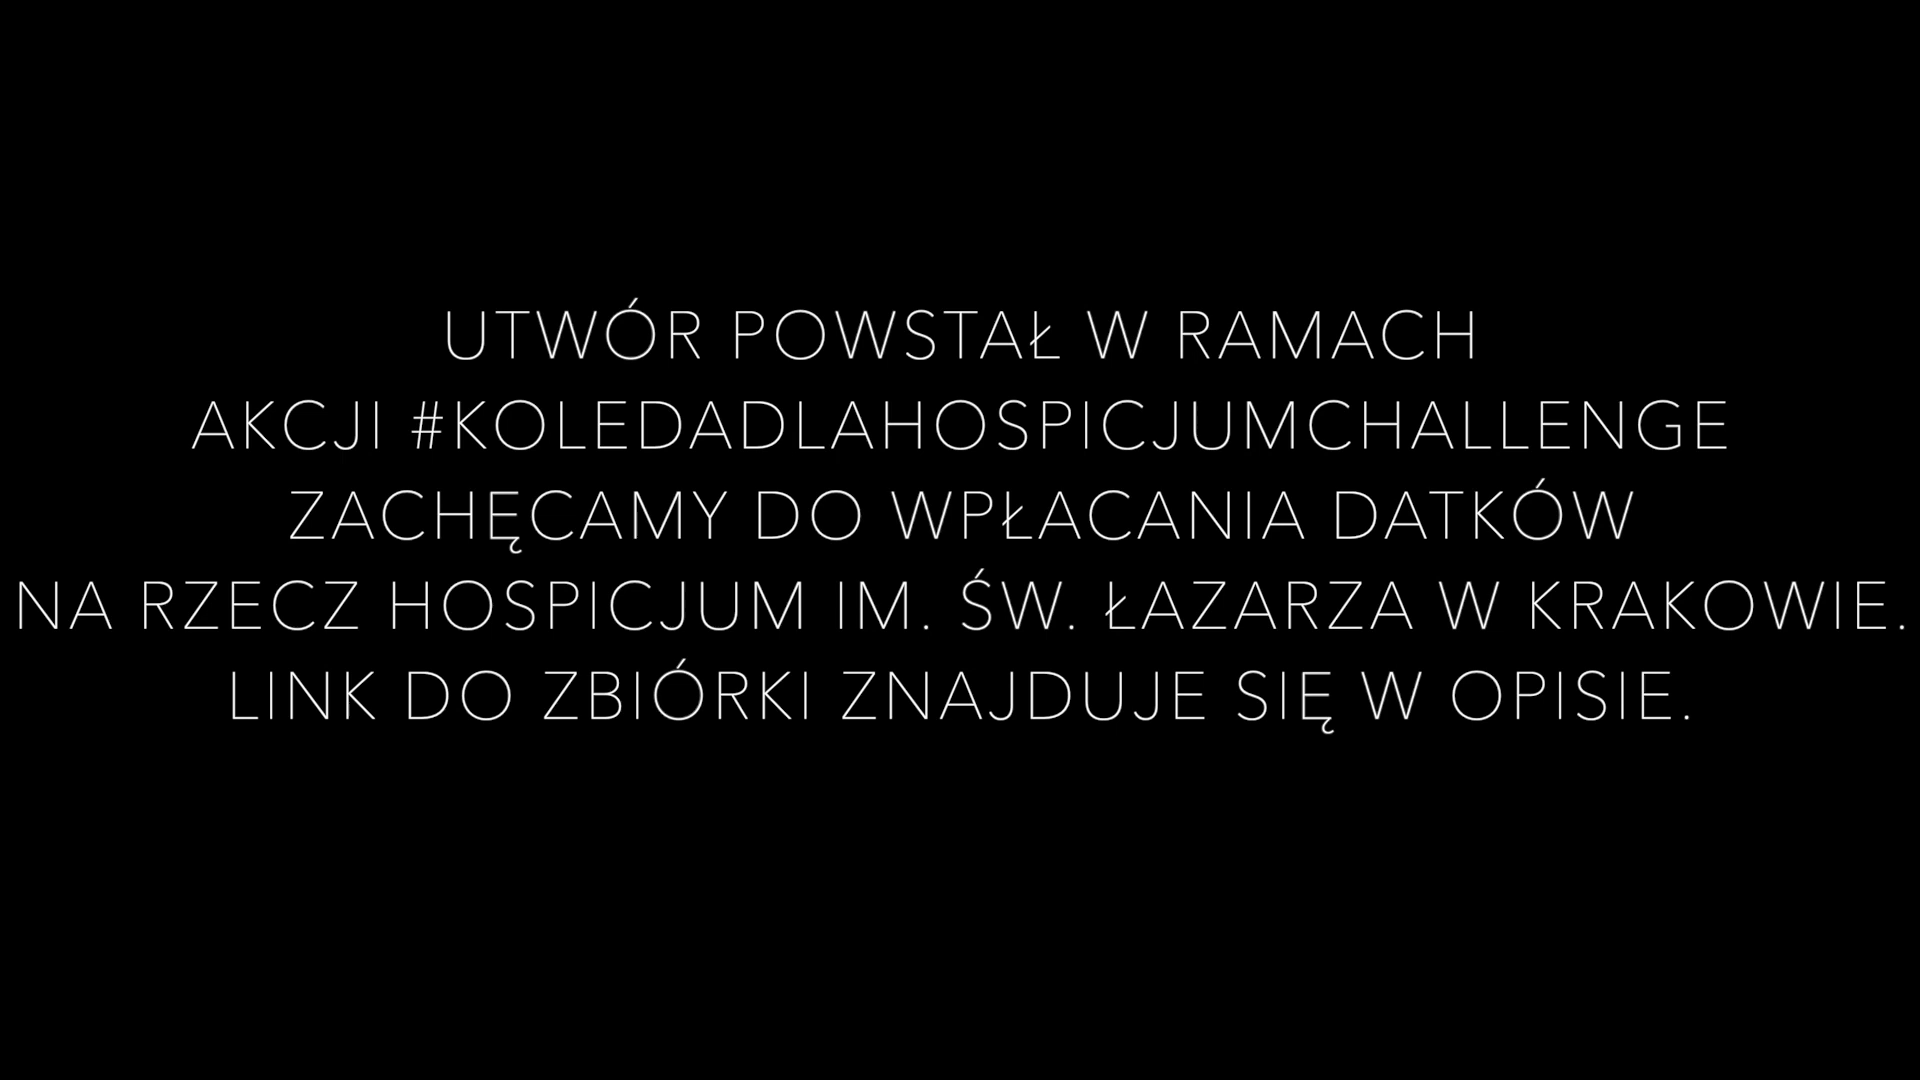 UTWÓR POWSTAŁ W RAMACH
AKCJI #KOLEDADLAHOSPICJUMCHALLENGE
ZACHĘCAMY DO WPŁACANIA DATKÓW
NA RZECZ HOSPICJUM IM. ŚW. ŁAZARZA W KRAKOWIE.
LINK DO ZBIÓRKI ZNAJDUJE SIĘ W OPISIE.